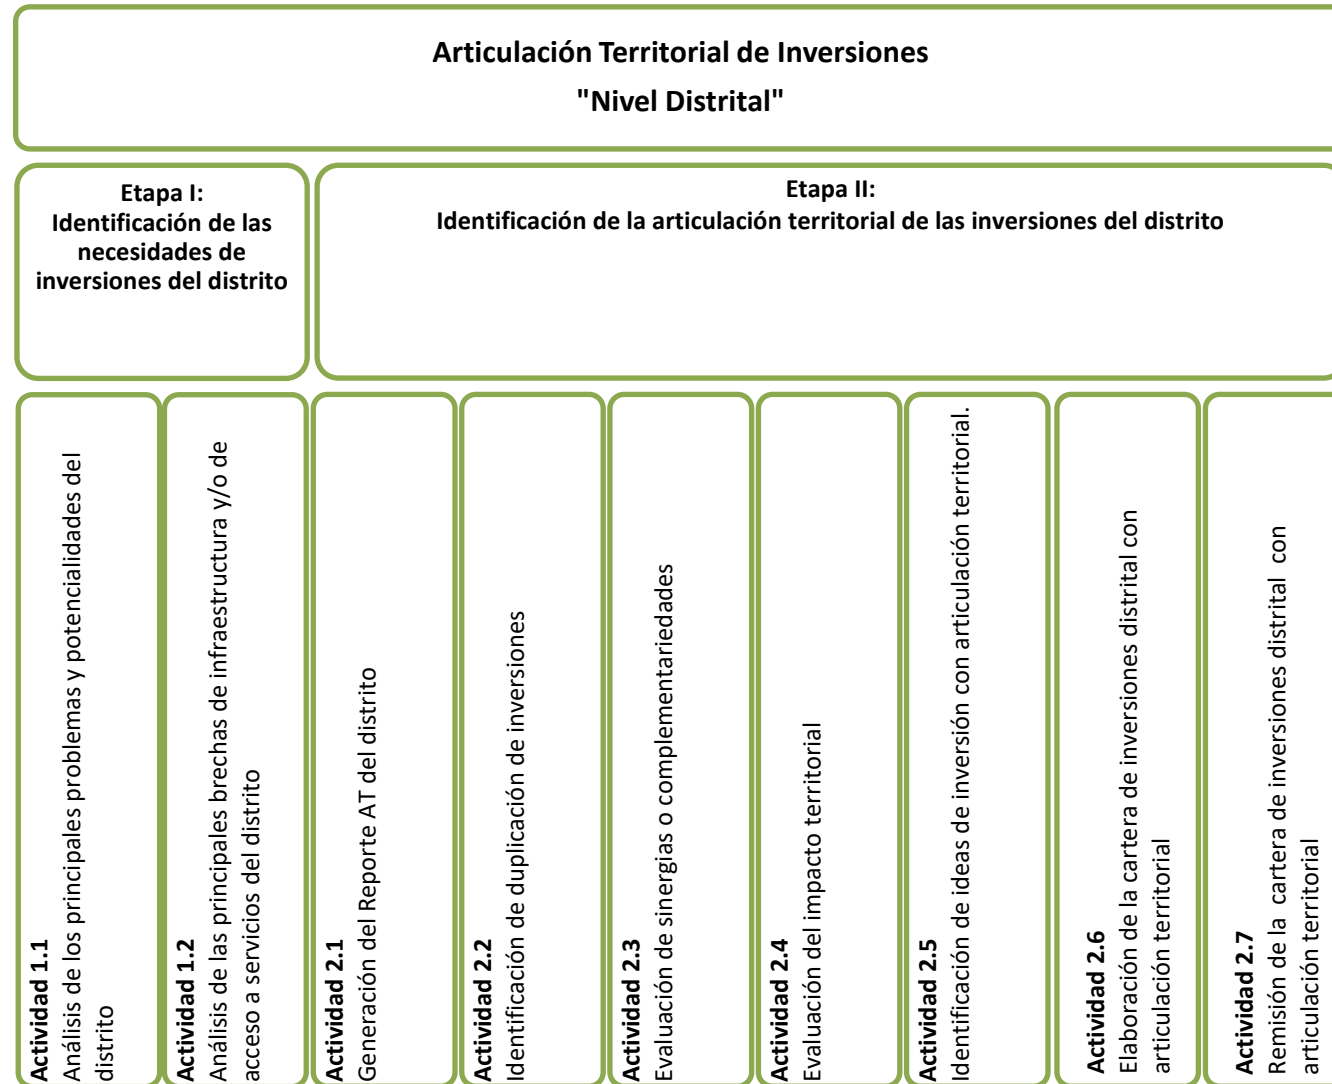 Articulación Territorial de Inversiones
"Nivel Distrital"
Etapa I:
Identificación de las
necesidades de
inversiones del distrito
Etapa II:
Identificación de la articulación territorial de las inversiones del distrito
Actividad 1.1
Análisis de los principales problemas y potencialidades del
distrito
Actividad 1.2
Análisis de las principales brechas de infraestructura y/o de
acceso a servicios del distrito
Actividad 2.1
Generación del Reporte AT del distrito
Actividad 2.2
Identificación de duplicación de inversiones
Actividad 2.3
Evaluación de sinergias o complementariedades
Actividad 2.4
Evaluación del impacto territorial
Actividad 2.5
Identificación de ideas de inversión con articulación territorial.
Actividad 2.6
Elaboración de la cartera de inversiones distrital con
articulación territorial
Actividad 2.7
Remisión de la cartera de inversiones distrital con
articulación territorial